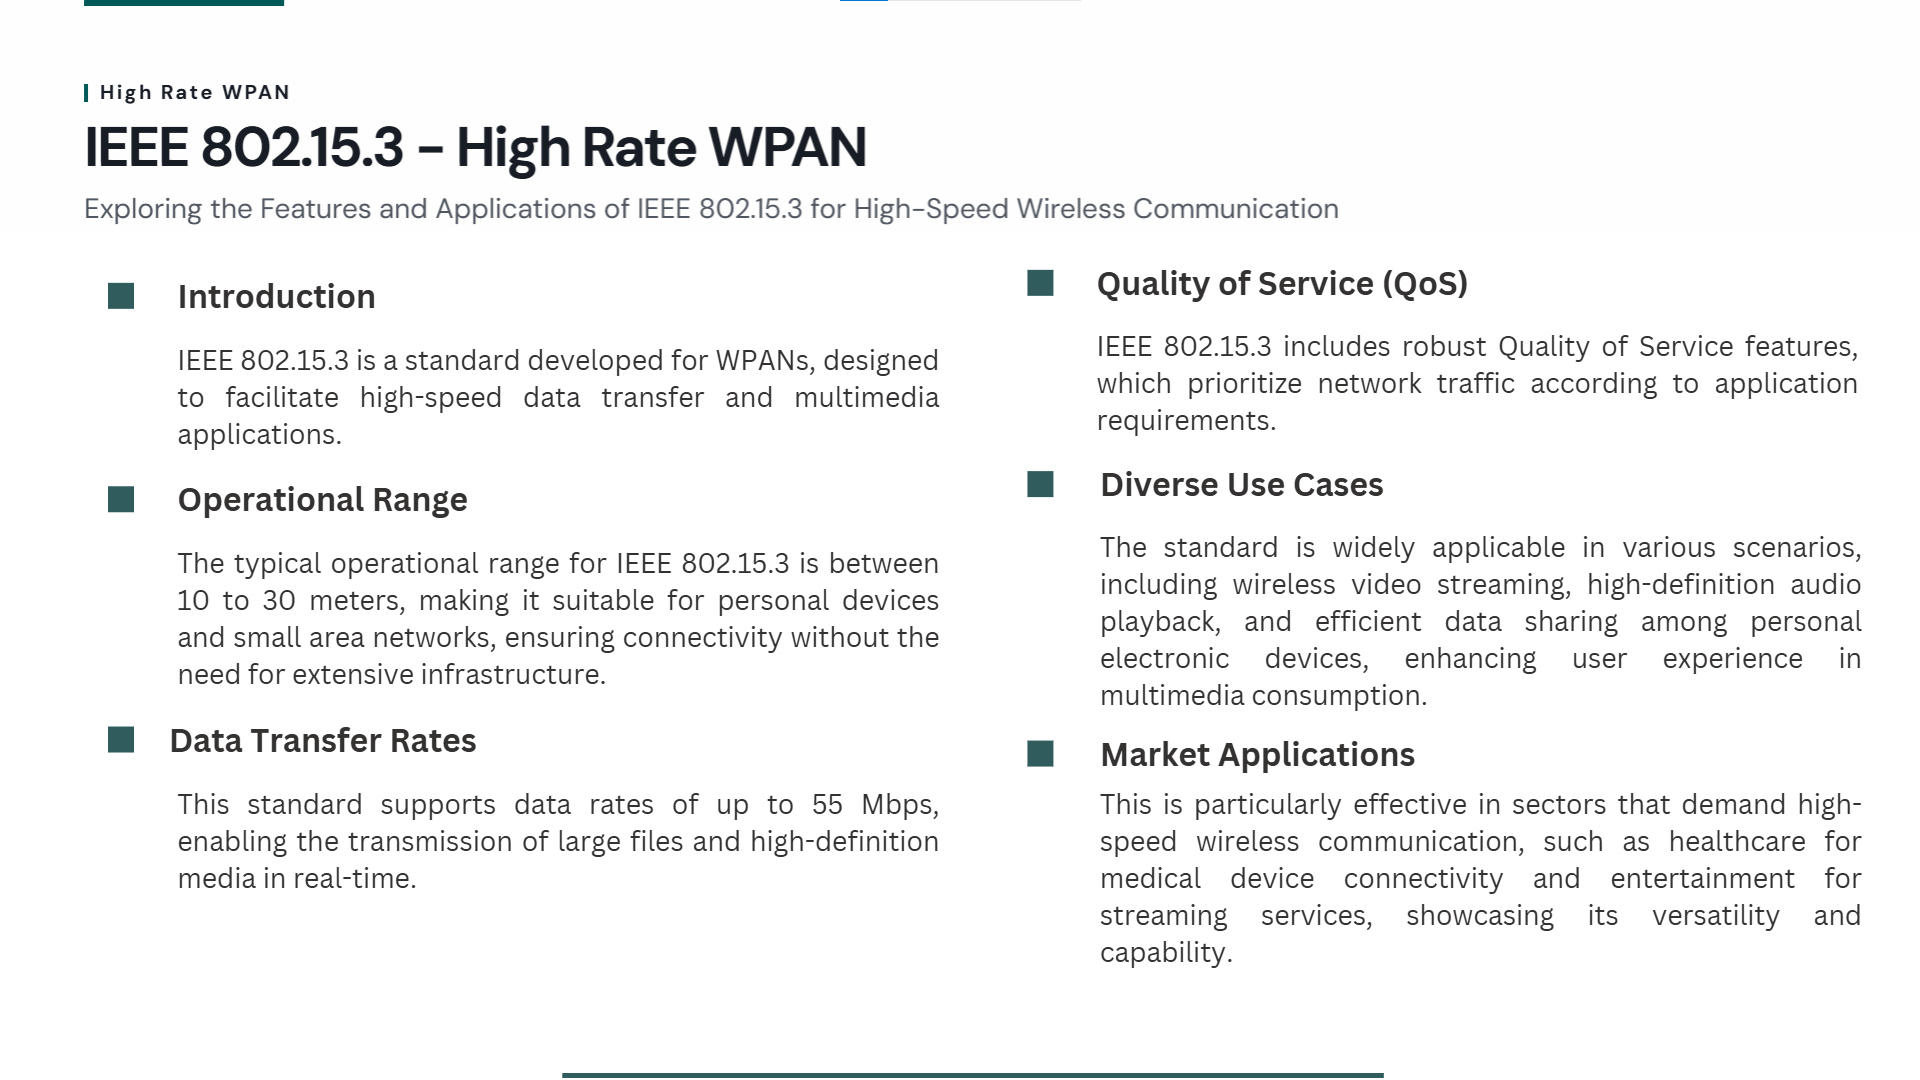 High Rate WPAN
IEEE 802.15.3 – High Rate WPAN
Exploring the Features and Applications of IEEE 802.15.3 for High-Speed Wireless Communication
Introduction
IEEE 802.15.3 is a standard developed for WPANs, designed
to facilitate high-speed data transfer and multimedia
applications.
Operational Range
The typical operational range for IEEE 802.15.3 is between
10 to 30 meters, making it suitable for personal devices
and small area networks, ensuring connectivity without the
need for extensive infrastructure.
Data Transfer Rates
This standard supports data rates of up to 55 Mbps,
enabling the transmission of large files and high-definition
media in real-time.
Quality of Service (QoS)
IEEE 802.15.3 includes robust Quality of Service features,
which prioritize network traffic according to application
requirements.
Diverse Use Cases
The standard is widely applicable in various scenarios,
including wireless video streaming, high-definition audio
playback, and efficient data sharing among personal
electronic devices, enhancing user experience in
multimedia consumption.
Market Applications
This is particularly effective in sectors that demand high-
speed wireless communication, such as healthcare for
medical device connectivity and entertainment for
streaming services, showcasing its versatility and
capability.